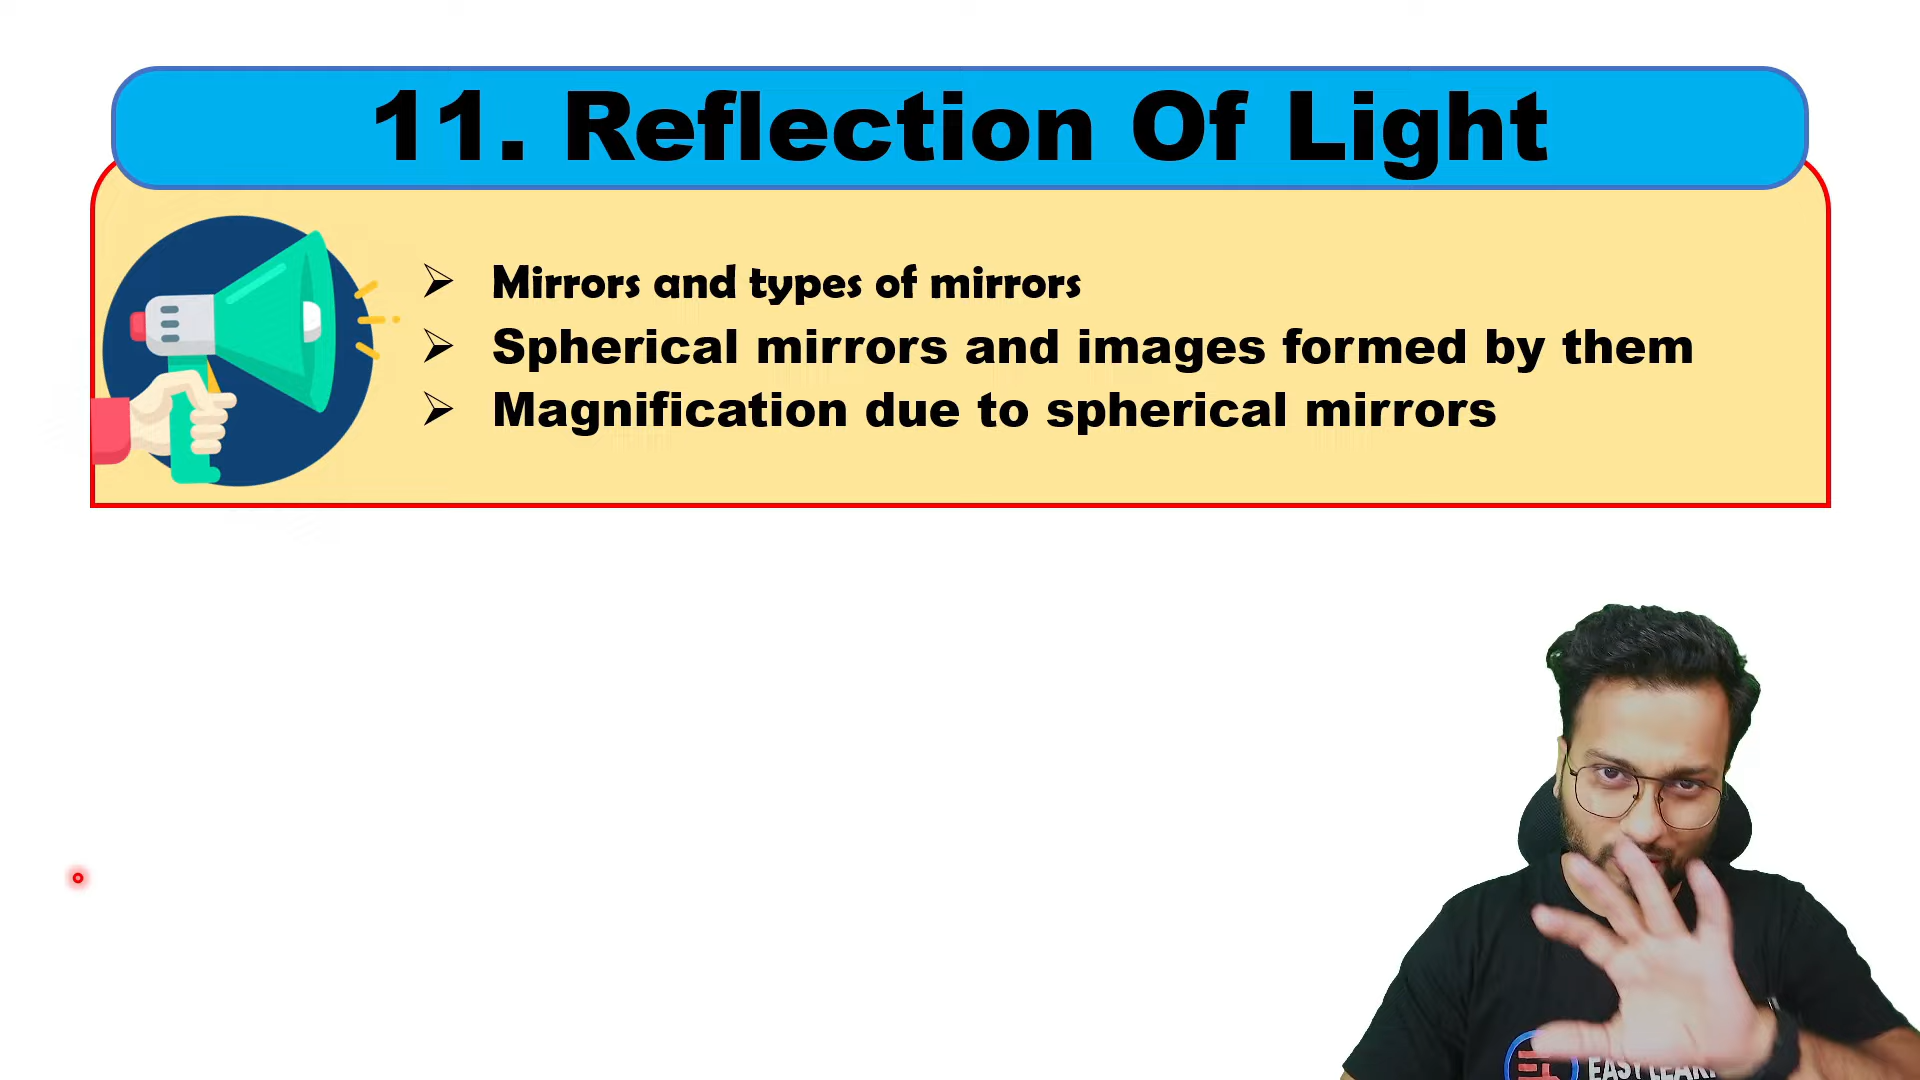 11. Reflection Of Light
➢ Mirrors and types of mirrors
➢ Spherical mirrors and images formed by them
➢ Magnification due to spherical mirrors
EASY